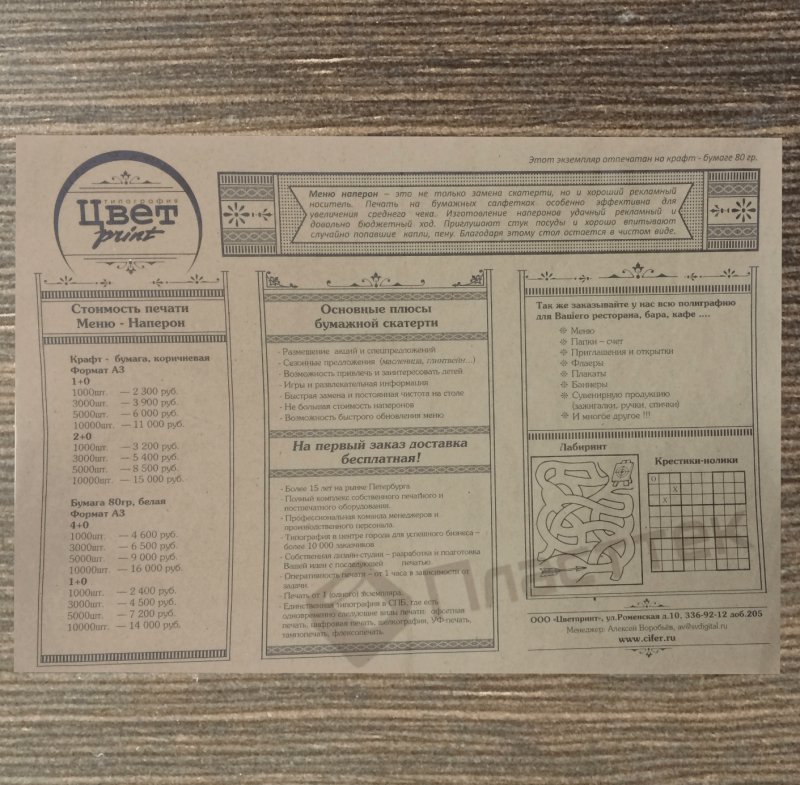 Этот экземпляр отпечатан на крафт - бумаге 80 гр.
типография
Цвет
print
Меню наперон – это не только замена скатерти, но и хороший рекламный
носитель. Печать на бумажных салфетках особенно эффективна для
увеличения среднего чека. Изготовление наперонов удачный рекламный и
довально бюджетный ход. Приглушают стук посуды и хорошо впитывают
случайно попавшие капли, пену. Благодаря этому стол остается в чистом виде.
Стоимость печати
Меню - Наперон
Крафт - бумага, коричневая
Формат А3
1+0
1000шт. — 2 300 руб.
3000шт. — 3 900 руб.
5000шт. — 6 000 руб.
10000шт. — 11 000 руб.
2+0
1000шт. — 3 200 руб.
3000шт. — 5 400 руб.
5000шт. — 8 500 руб.
10000шт. — 15 000 руб.
Бумага 80гр, белая
Формат А3
4+0
1000шт. — 4 600 руб.
3000шт. — 6 500 руб.
5000шт. — 9 000 руб.
10000шт. — 16 000 руб.
1+0
1000шт. — 2 400 руб.
3000шт. — 4 500 руб.
5000шт. — 7 200 руб.
10000шт. — 14 000 руб.
Основные плюсы
бумажной скатерти
- Размещение акций и спецпредложений
- Сезонные предложения (масленица, глинтвейн...)
- Возможность привлечь и заинтересовать детей
- Игры и развлекательная информация
- Быстрая замена и постоянная чистота на столе
- Не большая стоимость наперонов
- Возможность быстрого обновления меню
На первый заказ доставка
бесплатная!
- Более 15 лет на рынке Петербурга
- Полный комплекс собственного печатного и
постпечатного оборудования.
- Профессиональная команда менеджеров и
производственного персонала.
- Типография в центре города для успешного бизнеса –
более 10 000 заказчиков
- Собственная дизайн-студия – разработка и подготовка
Вашей идеи с последующей печатью.
- Оперативность печати - от 1 часа в зависимости от
задачи.
- Печать от 1 (одного) экземпляра.
- Единственная типография в СПБ, где есть
одновременно следующие виды печати: офсетная
печать, цифровая печать, шелкография, УФ-печать,
тампопечать, флексопечать.
Так же заказывайте у нас всю полиграфию
для Вашего ресторана, бара, кафе ....
Меню
Папки – счет
Приглашения и открытки
Флаеры
Плакаты
Баннеры
Сувенирную продукцию
(зажигалки, ручки, спички)
И многое другое !!!
Лабиринт
Крестики-нолики
O
X
X
ООО «Цветпринт», ул.Роменская д.10, 336-92-12 доб.205
Менеджер: Алексей Воробьёв, av@svdigital.ru
www.cifer.ru
Пластек